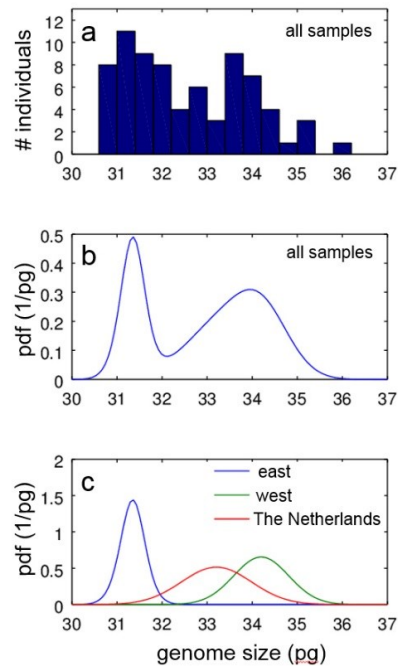 12
10
8
6
4
2
0
# individuals
a
all samples
30 31 32 33 34 35 36 37
0.5
0.4
0.3
0.2
0.1
0
pdf (1/pg)
b
all samples
30 31 32 33 34 35 36 37
2
1.5
1
0.5
0
pdf (1/pg)
c
east
west
The Netherlands
30 31 32 33 34 35 36 37
genome size (pg)